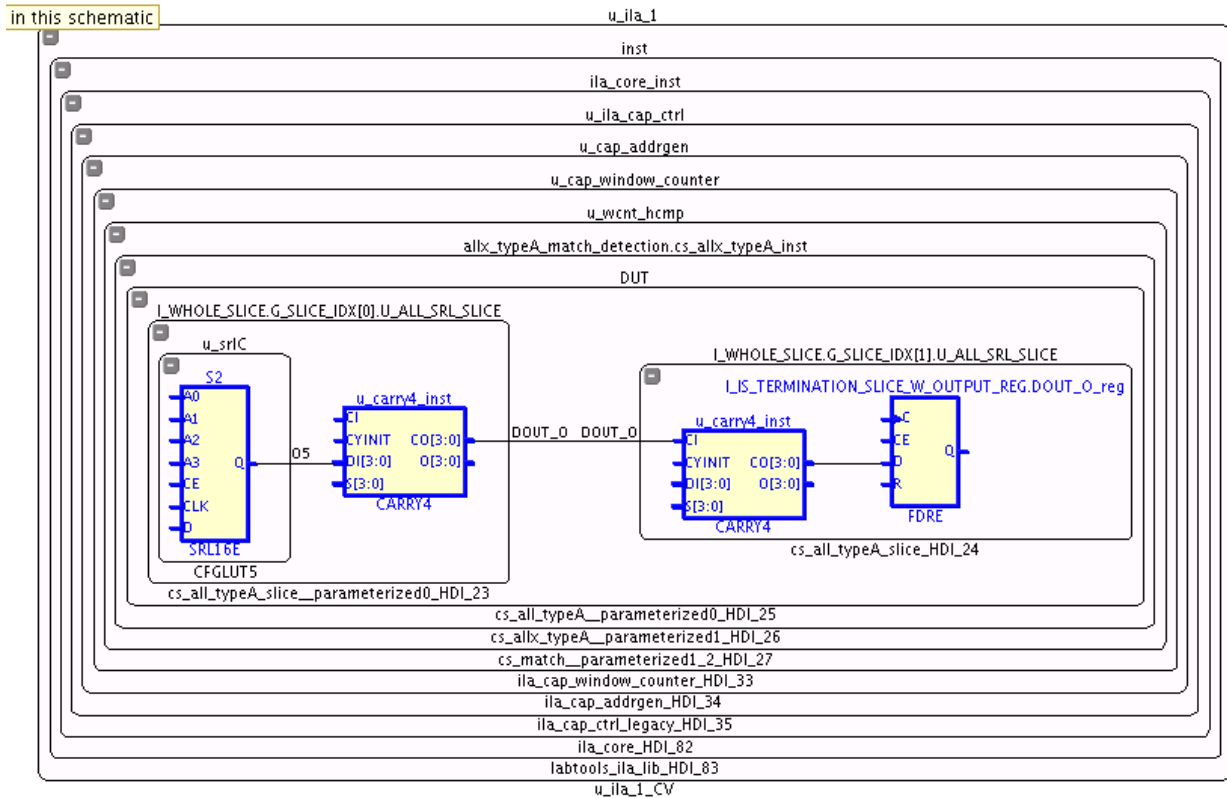 in this schematic
u_ila_1
inst
ila_core_inst
u_ila_cap_ctrl
u_cap_addrgen
u_cap_window_counter
u_wcnt_hcmp
allx_typeA_match_detection.cs_allx_typeA_inst
DUT
I_WHOLE_SLICE.G_SLICE_IDX[0].U_ALL_SRL_SLICE
u_srlC
S2
A0
A1
A2
A3
CE
CLK
D
Q
SRL16E
CFGLUT5
O5
u_carry4_inst
CI
CYINIT
DI[3:0]
S[3:0]
CO[3:0]
O[3:0]
CARRY4
cs_all_typeA_slice__parameterized0_HDI_23
DOUT_O
DOUT_O
I_WHOLE_SLICE.G_SLICE_IDX[1].U_ALL_SRL_SLICE
u_carry4_inst
CI
CYINIT
DI[3:0]
S[3:0]
CO[3:0]
O[3:0]
CARRY4
I_IS_TERMINATION_SLICE_W_OUTPUT_REG.DOUT_O_reg
C
CE
D
R
Q
FDRE
cs_all_typeA_slice_HDI_24
cs_all_typeA__parameterized0_HDI_25
cs_allx_typeA__parameterized1_HDI_26
cs_match__parameterized1_2_HDI_27
ila_cap_window_counter_HDI_33
ila_cap_addrgen_HDI_34
ila_cap_ctrl_legacy_HDI_35
ila_core_HDI_82
labtools_ila_lib_HDI_83
u_ila_1_CV